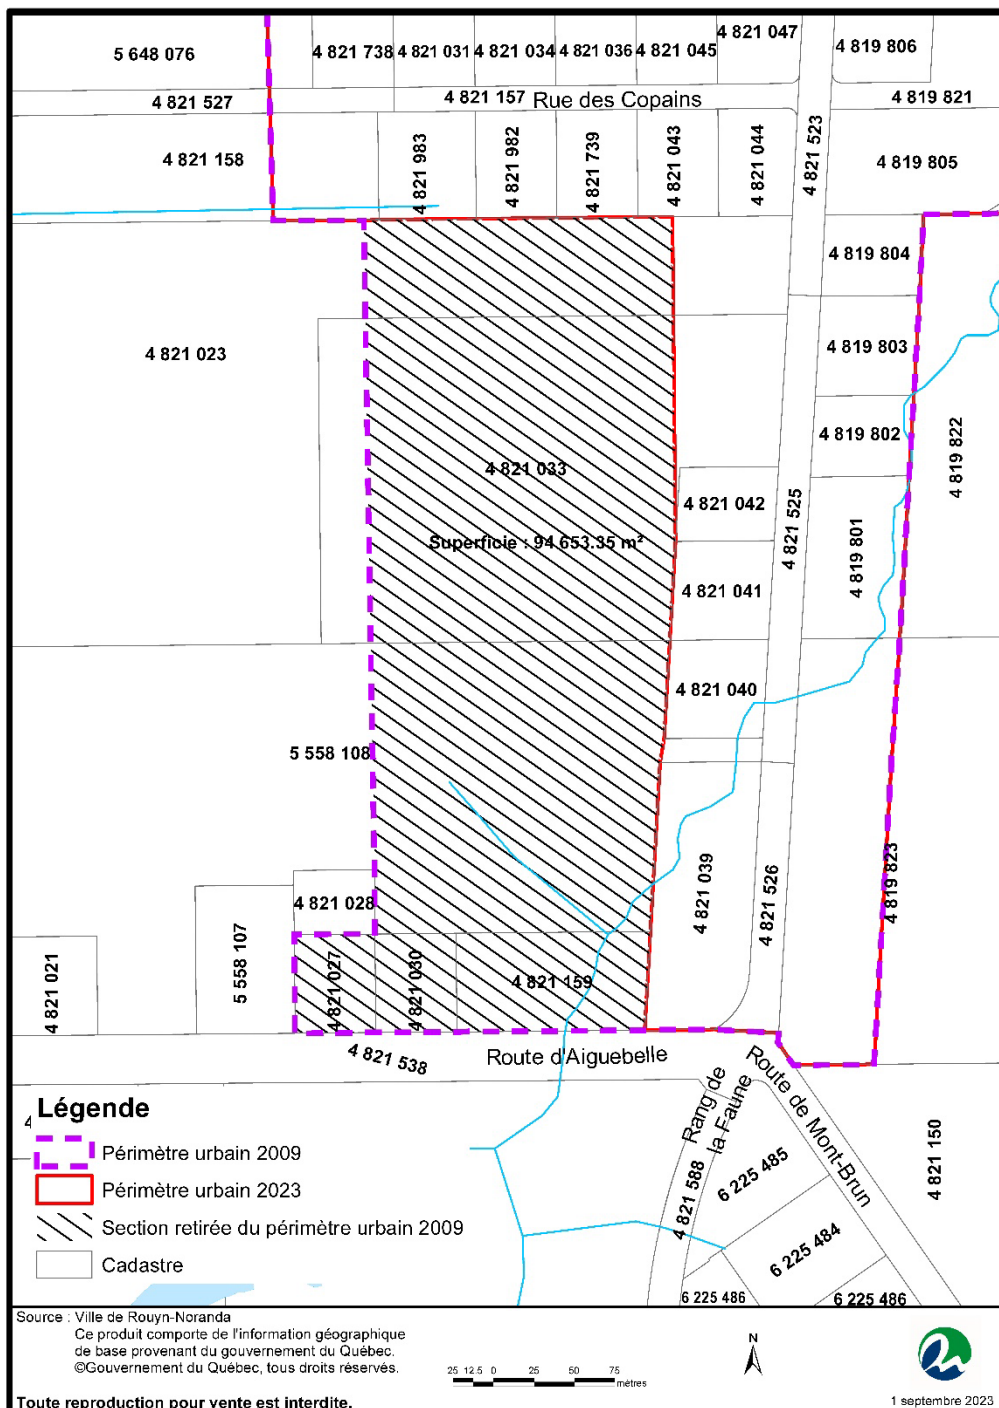 4 821 047
5 648 076
4 821 738
4 821 031
4 821 034
4 821 036
4 821 045
4 819 806
4 821 527
4 821 157
Rue des Copains
4 819 821
4 821 158
4 821 983
4 821 982
4 821 739
4 821 043
4 821 044
4 821 523
4 819 805
4 819 804
4 821 023
4 819 803
4 819 802
4 819 822
4 821 033
4 821 042
4 821 525
4 819 801
Superficie : 94 653.35 m²
4 821 041
4 821 040
5 558 108
4 821 039
4 821 526
4 819 823
4 821 028
5 558 107
4 821 021
4 821 027
4 821 030
4 821 159
4 821 538
Route d'Aiguebelle
Rang de
la Faune
Route de Mont-Brun
4 821 588
6 225 485
6 225 484
6 225 486
6 225 486
4 821 150
Légende
Périmètre urbain 2009
Périmètre urbain 2023
Section retirée du périmètre urbain 2009
Cadastre
Source : Ville de Rouyn-Noranda
Ce produit comporte de l'information géographique
de base provenant du gouvernement du Québec.
©Gouvernement du Québec, tous droits réservés.
Toute reproduction pour vente est interdite.
25 12.5 0 25 50 75
mètres
N
1 septembre 2023